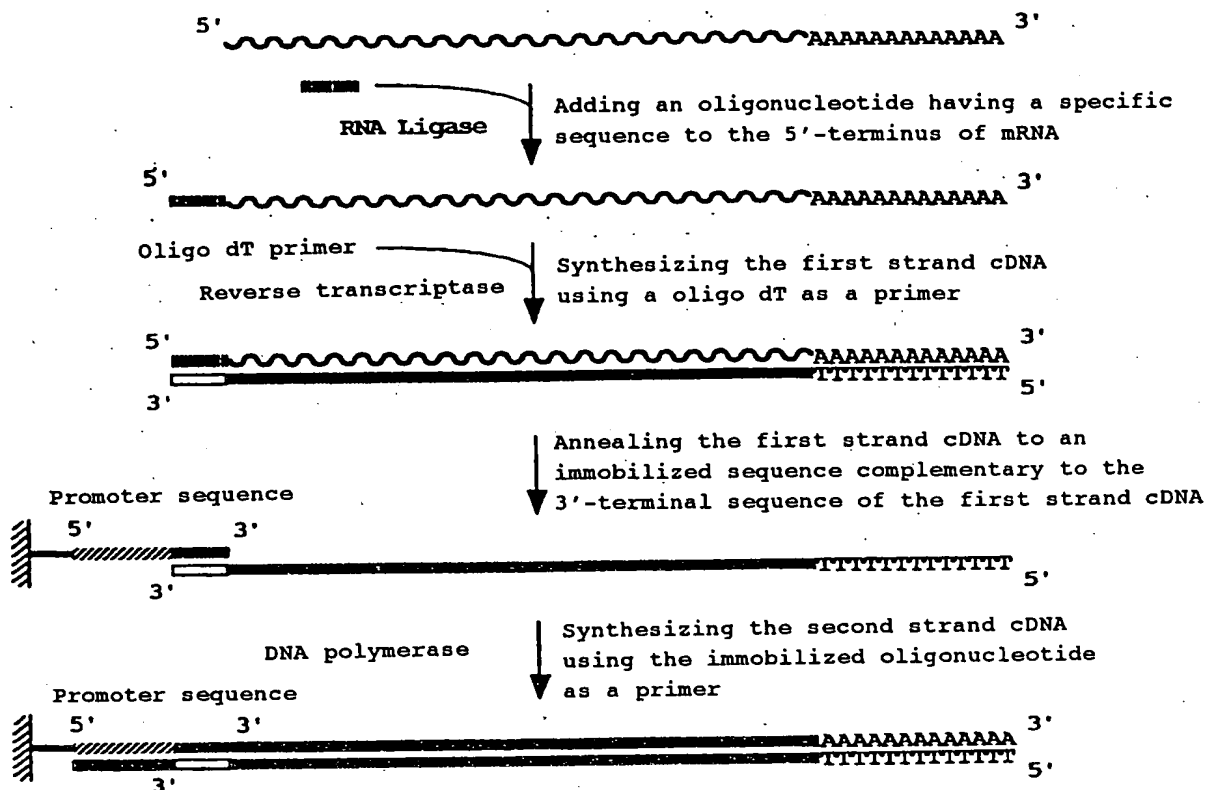 5' 3'
AAAAAAAAAAAAA
RNA Ligase
Adding an oligonucleotide having a specific
sequence to the 5'-terminus of mRNA
5' 3'
AAAAAAAAAAAAA
Oligo dT primer
Reverse transcriptase
Synthesizing the first strand cDNA
using a oligo dT as a primer
5' 3'
AAAAAAAAAAAAA
TTTTTTTTTTTTT
3' 5'
Annealing the first strand cDNA to an
immobilized sequence complementary to the
3'-terminal sequence of the first strand cDNA
Promoter sequence
5' 3'
TTTTTTTTTTTTT
3' 5'
DNA polymerase
Synthesizing the second strand cDNA
using the immobilized oligonucleotide
as a primer
Promoter sequence
5' 3' 3'
AAAAAAAAAAAAA
TTTTTTTTTTTTT
3' 5'